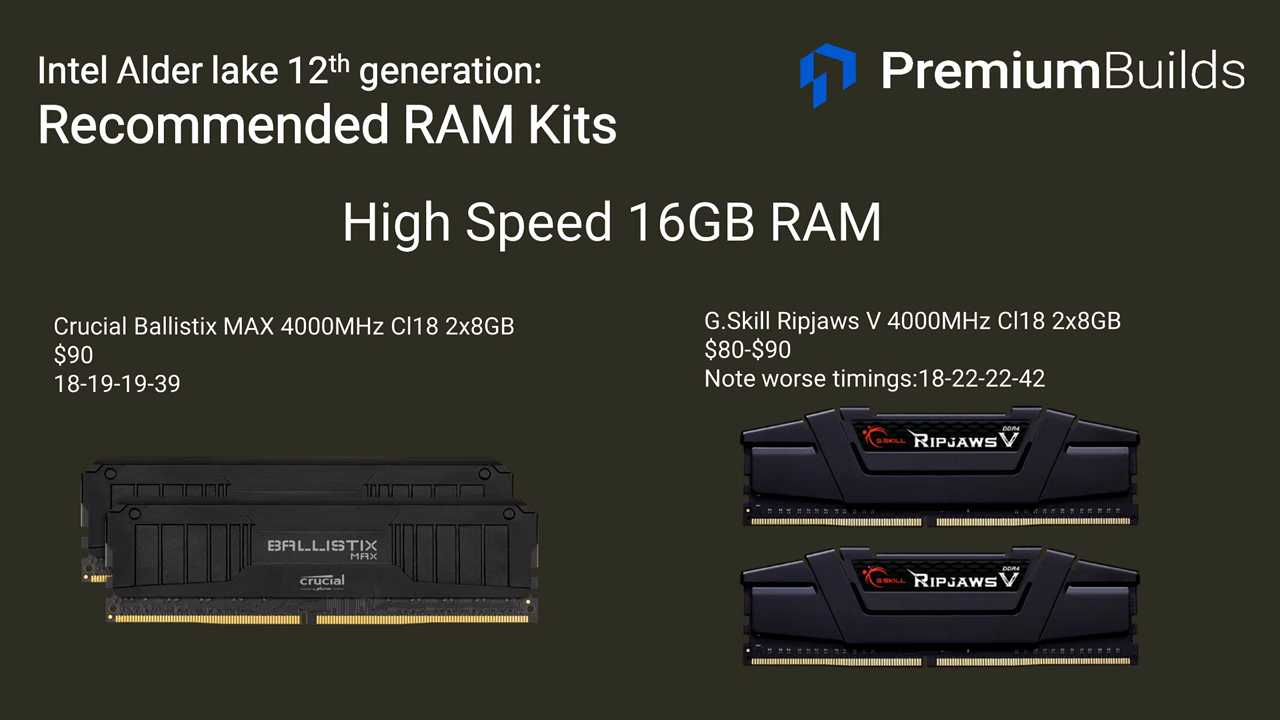 Intel Alder lake 12th generation:
Recommended RAM Kits
PremiumBuilds
High Speed 16GB RAM
Crucial Ballistix MAX 4000MHz Cl18 2x8GB
$90
18-19-19-39
G.Skill Ripjaws V 4000MHz Cl18 2x8GB
$80-$90
Note worse timings:18-22-22-42
BALLISTIX
MAX
crucial
G.SKILL RIPJAWS V DDR4
G.SKILL RIPJAWS V DDR4